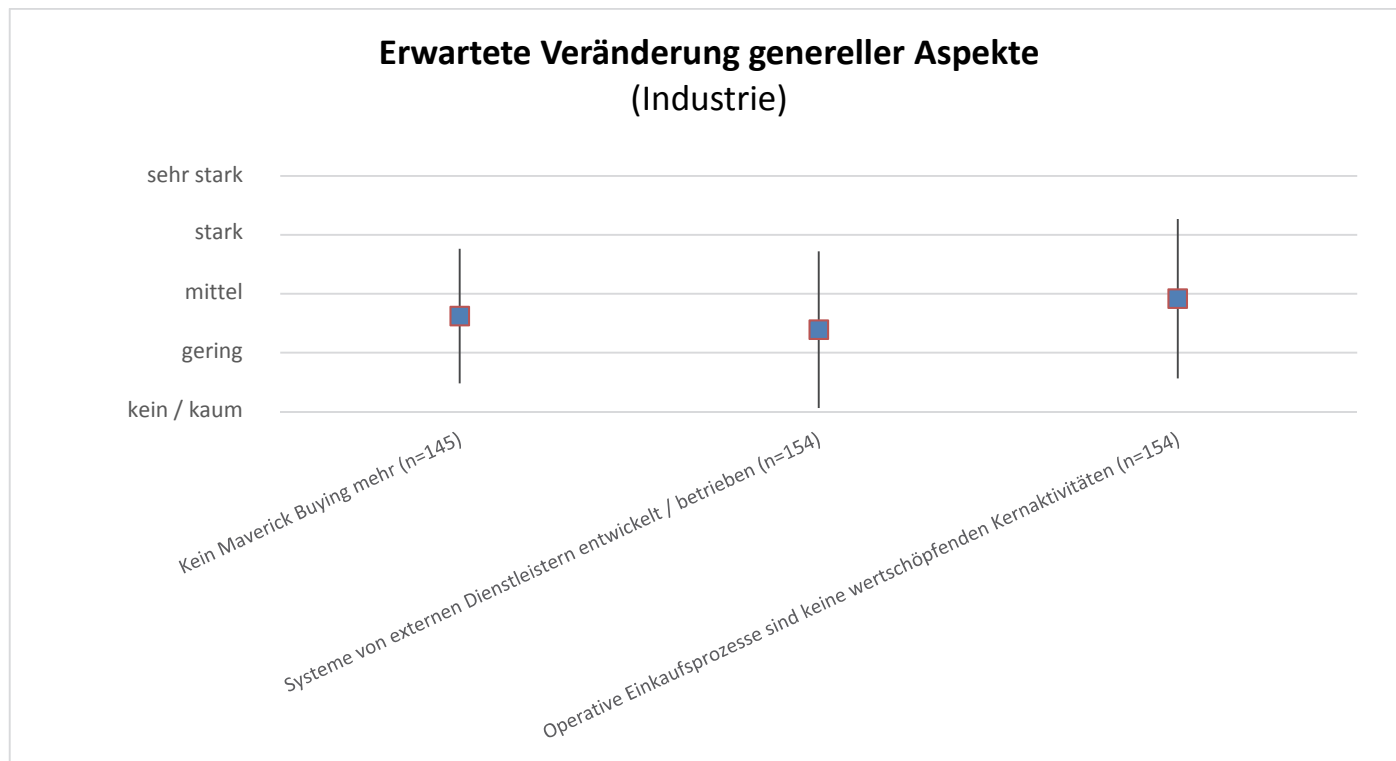 Erwartete Veränderung genereller Aspekte
(Industrie)
sehr stark
stark
mittel
gering
kein / kaum
Kein Maverick Buying mehr (n=145)
Systeme von externen Dienstleistern entwickelt / betrieben (n=154)
Operative Einkaufsprozesse sind keine wertschöpfenden Kernaktivitäten (n=154)